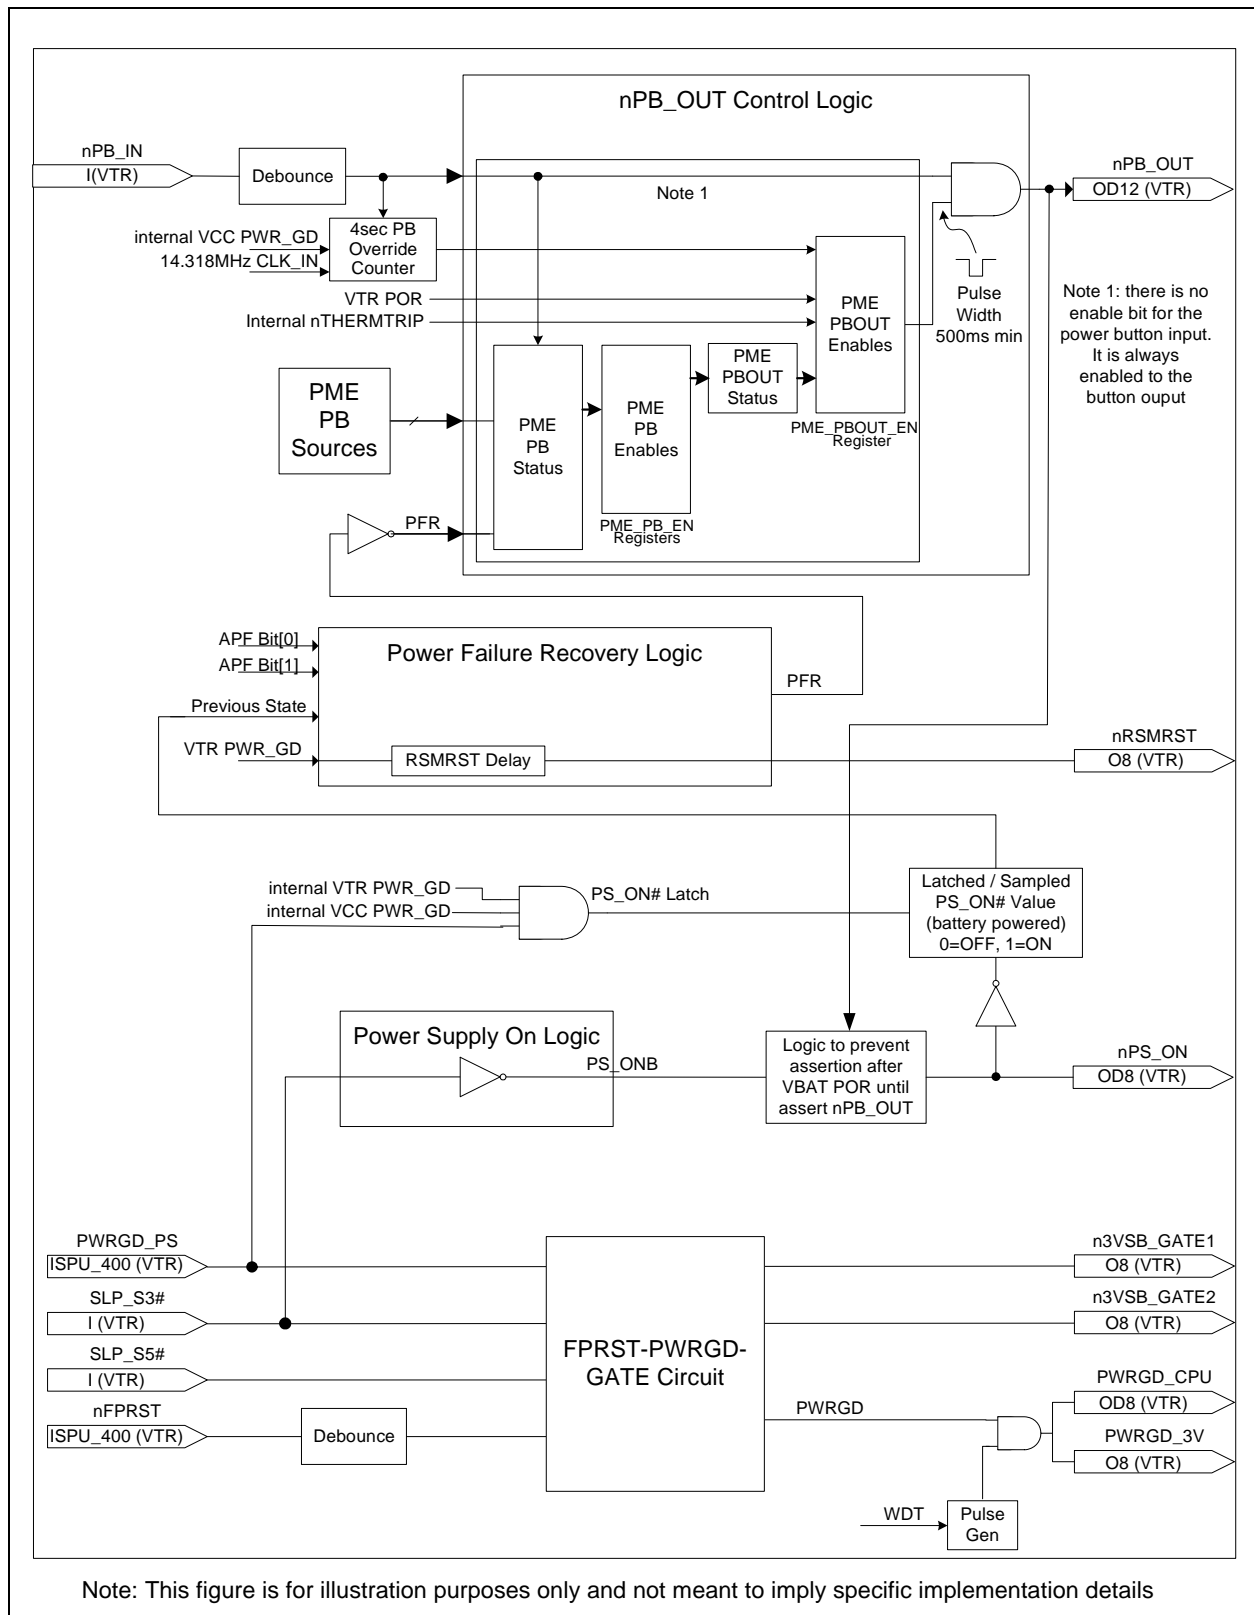 nPB_OUT Control Logic
nPB_IN
I(VTR)
Debounce
Note 1
nPB_OUT
OD12 (VTR)
4sec PB
Override
Counter
internal VCC PWR_GD
14.318MHz CLK_IN
VTR POR
Internal nTHERMTRIP
PME
PBOUT
Enables
PME_PBOUT_EN
Register
Pulse
Width
500ms min
Note 1: there is no
enable bit for the
power button input.
It is always
enabled to the
button ouput
PME
PB
Sources
PME
PB
Status
PME
PB
Enables
PME_PB_EN
Registers
PME
PBOUT
Status
PFR
APF Bit[0]
APF Bit[1]
Previous State
VTR PWR_GD
Power Failure Recovery Logic
PFR
RSMRST Delay
nRSMRST
O8 (VTR)
internal VTR PWR_GD
internal VCC PWR_GD
PS_ON# Latch
Latched / Sampled
PS_ON# Value
(battery powered)
0=OFF, 1=ON
Power Supply On Logic
PS_ONB
Logic to prevent
assertion after
VBAT POR until
assert nPB_OUT
nPS_ON
OD8 (VTR)
PWRGD_PS
ISPU_400 (VTR)
SLP_S3#
I (VTR)
SLP_S5#
I (VTR)
nFPRST
ISPU_400 (VTR)
Debounce
FPRST-PWRGD-
GATE Circuit
n3VSB_GATE1
O8 (VTR)
n3VSB_GATE2
O8 (VTR)
PWRGD
PWRGD_CPU
OD8 (VTR)
PWRGD_3V
O8 (VTR)
WDT
Pulse
Gen
Note: This figure is for illustration purposes only and not meant to imply specific implementation details